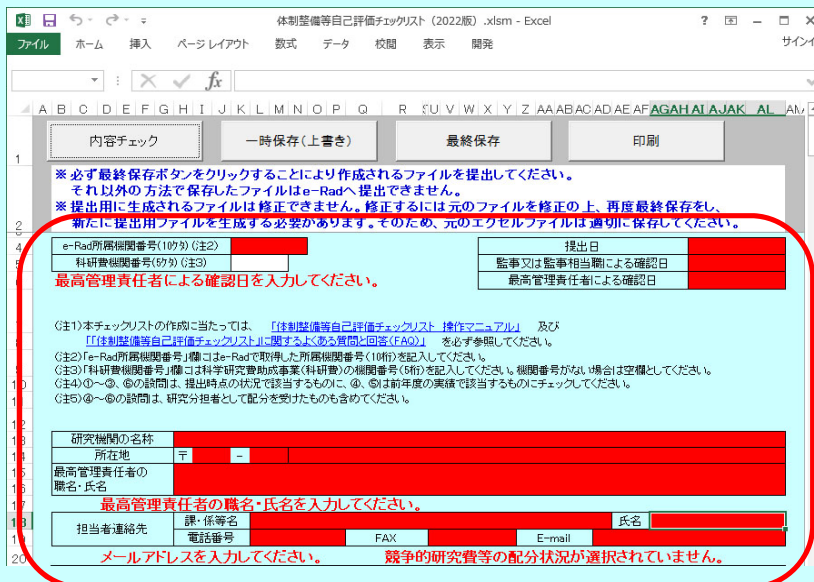 体制整備等自己評価チェックリスト（2022版）.xlsm - Excel
ファイル ホーム 挿入 ページレイアウト 数式 データ 校閲 表示 開発 サインイ
fx
A B C D E F G H I J K L M N O P Q R SU V W X Y Z AAABACADAEAFAGAHAIAJAK AL AM
内容チェック 一時保存（上書き） 最終保存 印刷
1
※必ず最終保存ボタンをクリックすることにより作成されるファイルを提出してください。
それ以外の方法で保存したファイルはe-Radへ提出できません。
※提出用に生成されるファイルは修正できません。修正するには元のファイルを修正の上、再度最終保存をし、
2 新たに提出用ファイルを生成する必要があります。そのため、元のエクセルファイルは適切に保存してください。
4 e-Rad所属機関番号(10ケタ)(注2) 提出日
5 科研費機関番号(5ケタ)(注3) 監事又は監事相当職による確認日
6 最高管理責任者による確認日を入力してください。 最高管理責任者による確認日
(注1)本チェックリストの作成に当たっては、 「体制整備等自己評価チェックリスト 操作マニュアル」 及び
「「体制整備等自己評価チェックリスト」に関するよくある質問と回答(FAQ)」 を必ず参照してください。
(注2)「e-Rad所属機関番号」欄にはe-Radで取得した所属機関番号(10桁)を記入してください。
(注3)「科研費機関番号」欄には科学研究費助成事業(科研費)の機関番号(5桁)を記入してください。機関番号がない場合は空欄としてください。
10 (注4)①～③、⑥の設問は、提出時点の状況で該当するものに、④、⑤は前年度の実績で該当するものにチェックしてください。
11 (注5)④～⑥の設問は、研究分担者として配分を受けたものも含めてください。
12
13 研究機関の名称
14 所在地 〒 -
15 最高管理責任者の
16 職名・氏名
17 最高管理責任者の職名・氏名を入力してください。
18 担当者連絡先 課・係等名 氏名
19 電話番号 FAX E-mail
20 メールアドレスを入力してください。 競争的研究費等の配分状況が選択されていません。